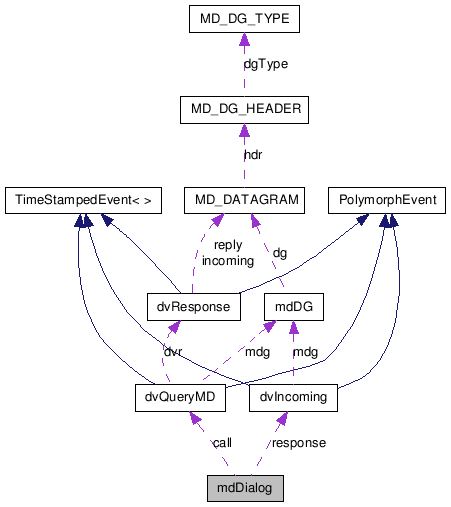 MD_DG_TYPE
dgType
MD_DG_HEADER
hdr
TimeStampedEvent< >
MD_DATAGRAM
PolymorphEvent
reply
incoming
dg
dvResponse
mdDG
dvr
mdg
mdg
dvQueryMD
dvIncoming
call
response
mdDialog